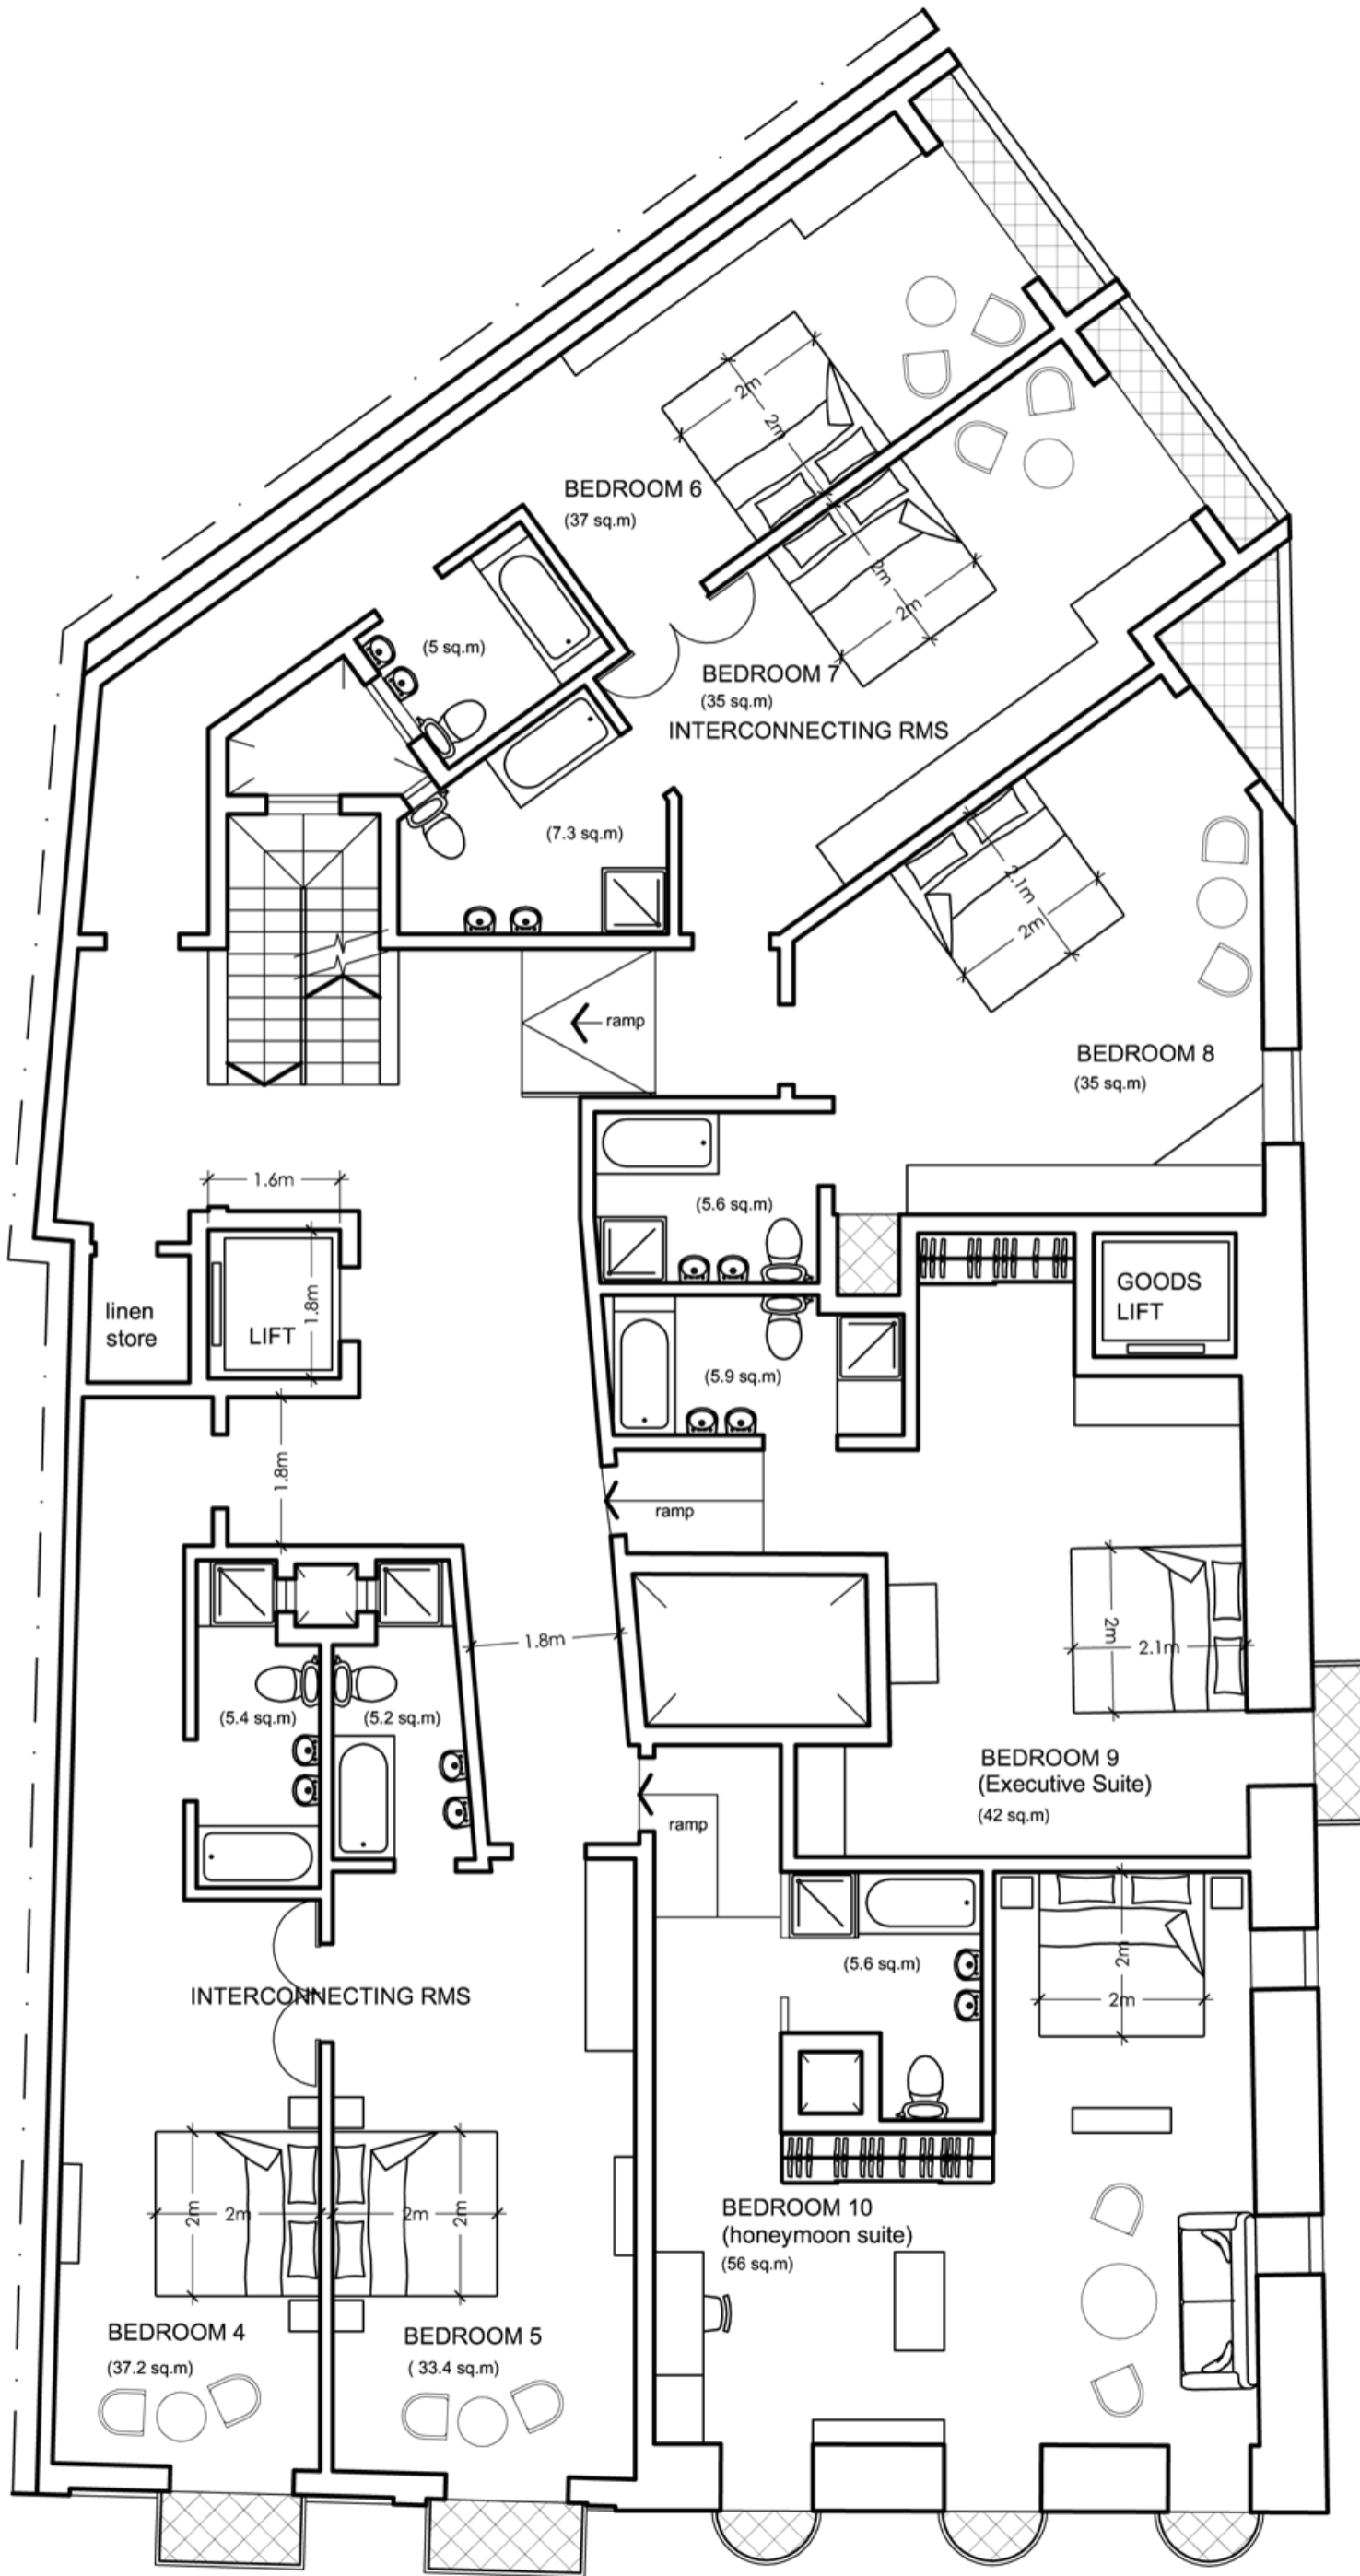 2m
2m
BEDROOM 6
(37 sq.m)
2m
2m
(5 sq.m)
BEDROOM 7
(35 sq.m)
INTERCONNECTING RMS
(7.3 sq.m)
2.1m
2m
ramp
BEDROOM 8
(35 sq.m)
1.6m
(5.6 sq.m)
1.8m
linen
store
LIFT
GOODS
LIFT
(5.9 sq.m)
1.8m
ramp
2m
2.1m
1.8m
(5.4 sq.m)
(5.2 sq.m)
BEDROOM 9
(Executive Suite)
(42 sq.m)
ramp
(5.6 sq.m)
2m
2m
INTERCONNECTING RMS
2m
2m
2m
2m
BEDROOM 10
(honeymoon suite)
(56 sq.m)
BEDROOM 4
(37.2 sq.m)
BEDROOM 5
( 33.4 sq.m)